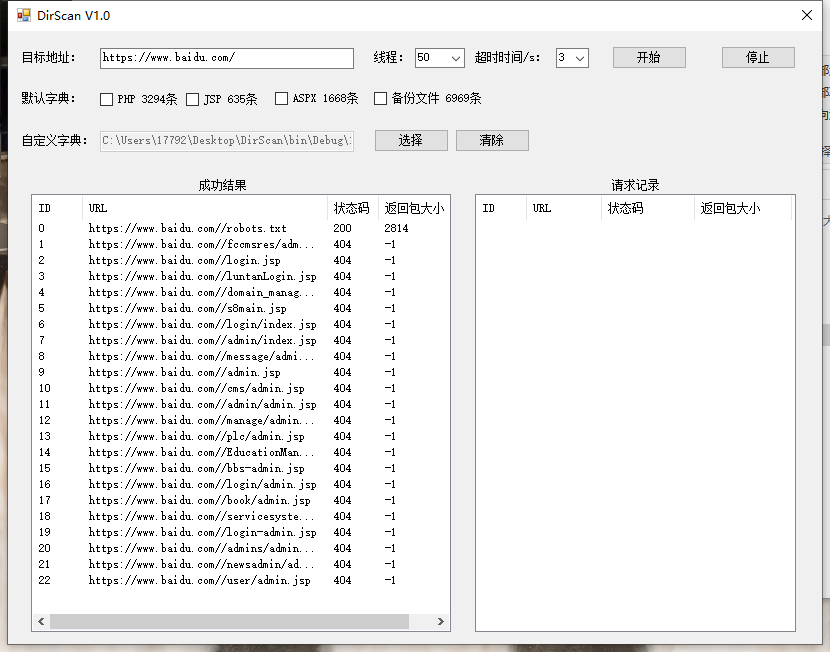 DirScan V1.0
目标地址: https://www.baidu.com/ 线程: 50 超时时间/s: 3 开始 停止
默认字典: PHP 3294条 JSP 635条 ASPX 1668条 备份文件 6969条
自定义字典: C:\Users\17792\Desktop\DirScan\bin\Debug\ 选择 清除
成功结果 请求记录
ID URL 状态码 返回包大小 ID URL 状态码 返回包大小
0 https://www.baidu.com//robots.txt 200 2814
1 https://www.baidu.com//fccmsres/adm... 404 -1
2 https://www.baidu.com//login.jsp 404 -1
3 https://www.baidu.com//luntanLogin.jsp 404 -1
4 https://www.baidu.com//domain_manag... 404 -1
5 https://www.baidu.com//s8main.jsp 404 -1
6 https://www.baidu.com//login/index.jsp 404 -1
7 https://www.baidu.com//admin/index.jsp 404 -1
8 https://www.baidu.com//message/admi... 404 -1
9 https://www.baidu.com//admin.jsp 404 -1
10 https://www.baidu.com//cms/admin.jsp 404 -1
11 https://www.baidu.com//admin/admin.jsp 404 -1
12 https://www.baidu.com//manage/admin... 404 -1
13 https://www.baidu.com//plc/admin.jsp 404 -1
14 https://www.baidu.com//EducationMan... 404 -1
15 https://www.baidu.com//bbs-admin.jsp 404 -1
16 https://www.baidu.com//login/admin.jsp 404 -1
17 https://www.baidu.com//book/admin.jsp 404 -1
18 https://www.baidu.com//servicesyste... 404 -1
19 https://www.baidu.com//login-admin.jsp 404 -1
20 https://www.baidu.com//admins/admin... 404 -1
21 https://www.baidu.com//newsadmin/ad... 404 -1
22 https://www.baidu.com//user/admin.jsp 404 -1